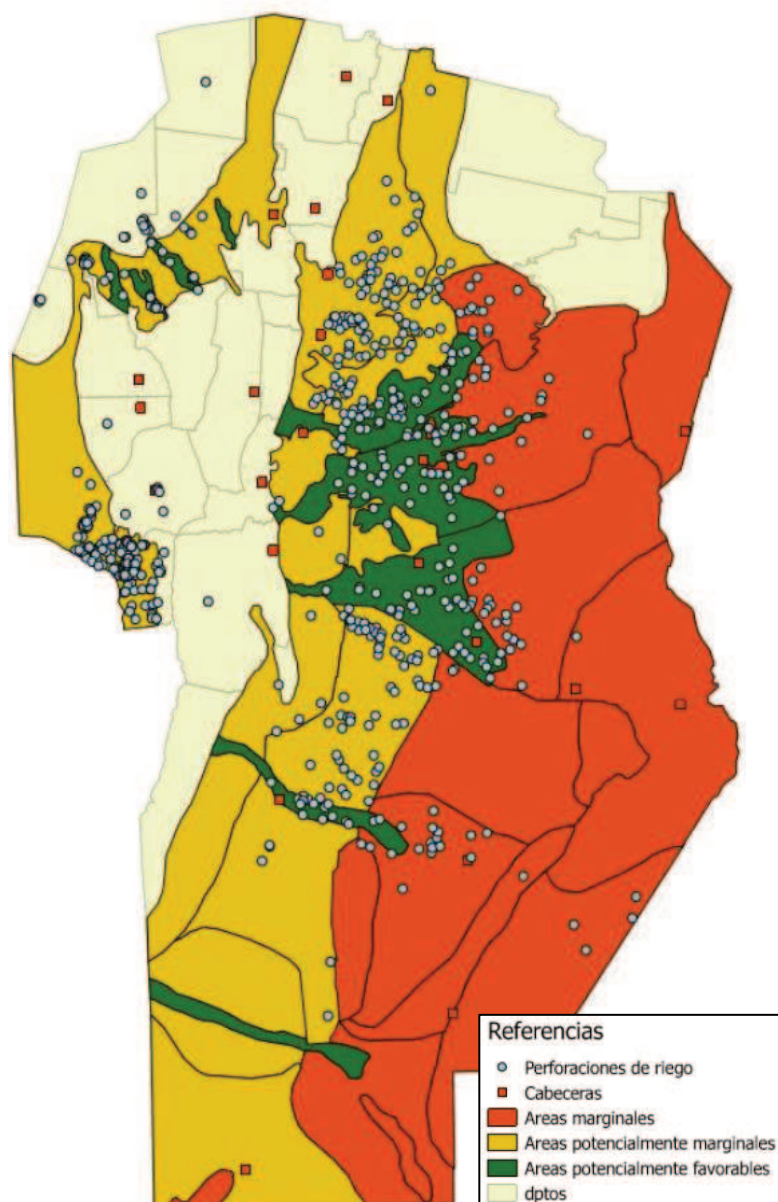 Referencias
Perforaciones de riego
Cabeceras
Areas marginales
Areas potencialmente marginales
Areas potencialmente favorables
dptos